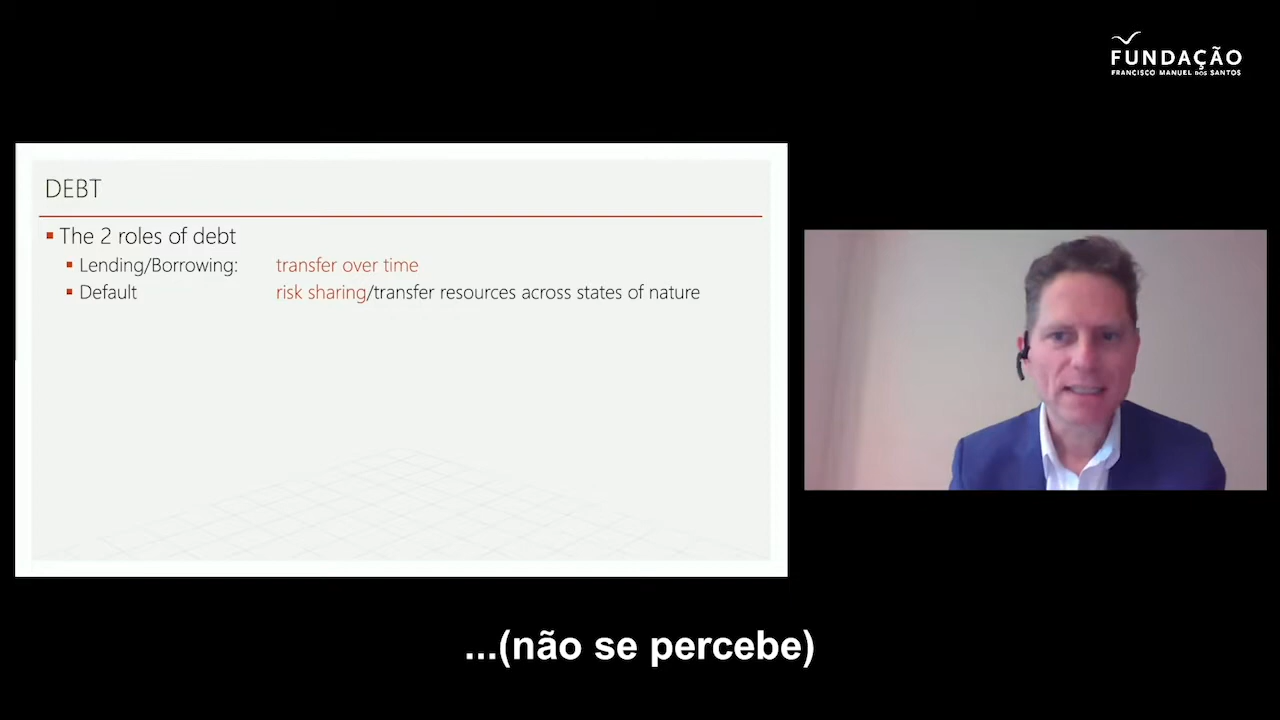 FUNDAÇÃO
FRANCISCO MANUEL DOS SANTOS
DEBT
The 2 roles of debt
Lending/Borrowing: transfer over time
Default risk sharing/transfer resources across states of nature
...(não se percebe)